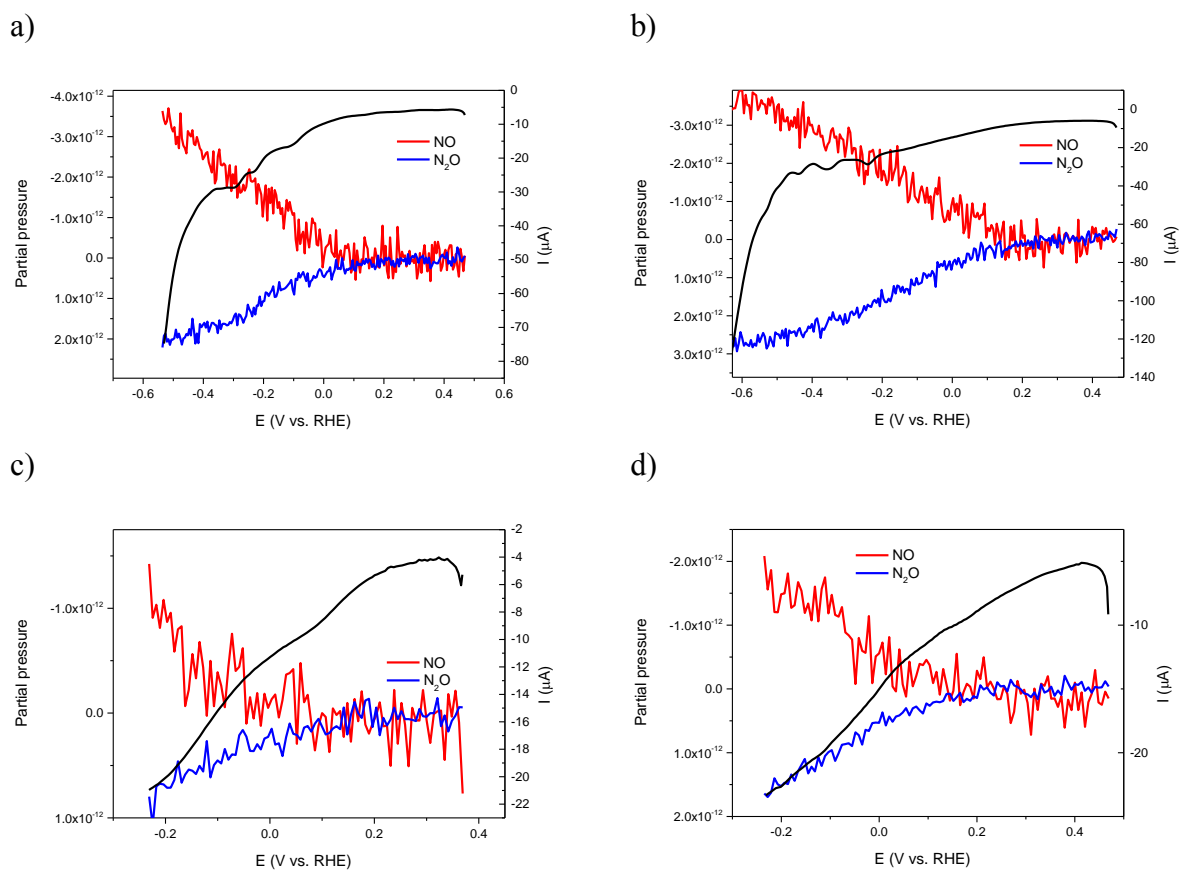 a)
-4.0x10⁻¹²
-3.0x10⁻¹²
-2.0x10⁻¹²
-1.0x10⁻¹²
0.0
1.0x10⁻¹²
2.0x10⁻¹²
Partial pressure
NO
N₂O
0
-10
-20
-30
-40
-50
-60
-70
-80
I (µA)
-0.6 -0.4 -0.2 0.0 0.2 0.4 0.6
E (V vs. RHE)
b)
-3.0x10⁻¹²
-2.0x10⁻¹²
-1.0x10⁻¹²
0.0
1.0x10⁻¹²
2.0x10⁻¹²
3.0x10⁻¹²
Partial pressure
NO
N₂O
0
-20
-40
-60
-80
-100
-120
-140
I (µA)
-0.6 -0.4 -0.2 0.0 0.2 0.4
E (V vs. RHE)
c)
-1.0x10⁻¹²
0.0
1.0x10⁻¹²
Partial pressure
NO
N₂O
-2
-4
-6
-8
-10
-12
-14
-16
-18
-20
-22
I (µA)
-0.2 0.0 0.2 0.4
E (V vs. RHE)
d)
-2.0x10⁻¹²
-1.0x10⁻¹²
0.0
1.0x10⁻¹²
2.0x10⁻¹²
Partial pressure
NO
N₂O
-10
-20
I (µA)
-0.2 0.0 0.2 0.4
E (V vs. RHE)